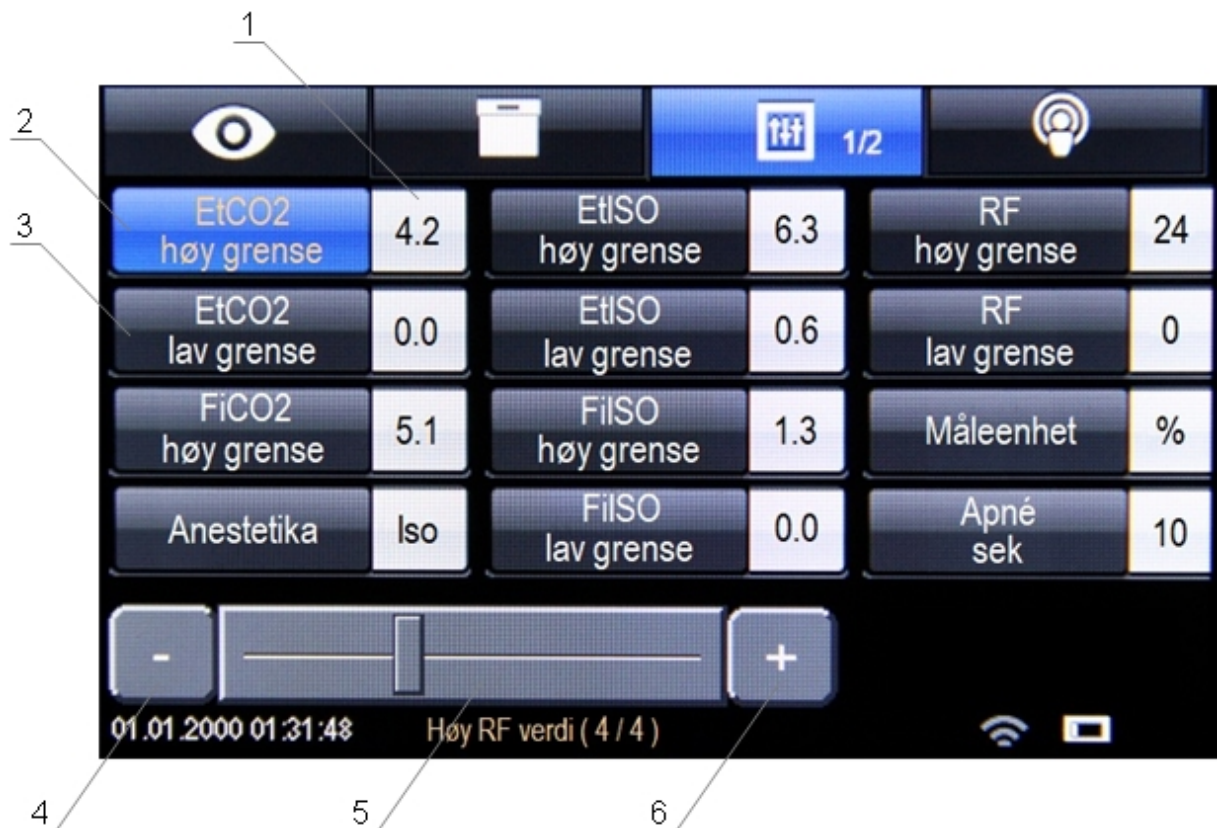 1
2
3
1/2
EtCO2
høy grense
4.2
EtISO
høy grense
6.3
RF
høy grense
24
EtCO2
lav grense
0.0
EtISO
lav grense
0.6
RF
lav grense
0
FiCO2
høy grense
5.1
FiISO
høy grense
1.3
Måleenhet
%
Anestetika
Iso
FiISO
lav grense
0.0
Apné
sek
10
-
+
01.01.2000 01:31:48
Høy RF verdi ( 4 / 4 )
4
5
6